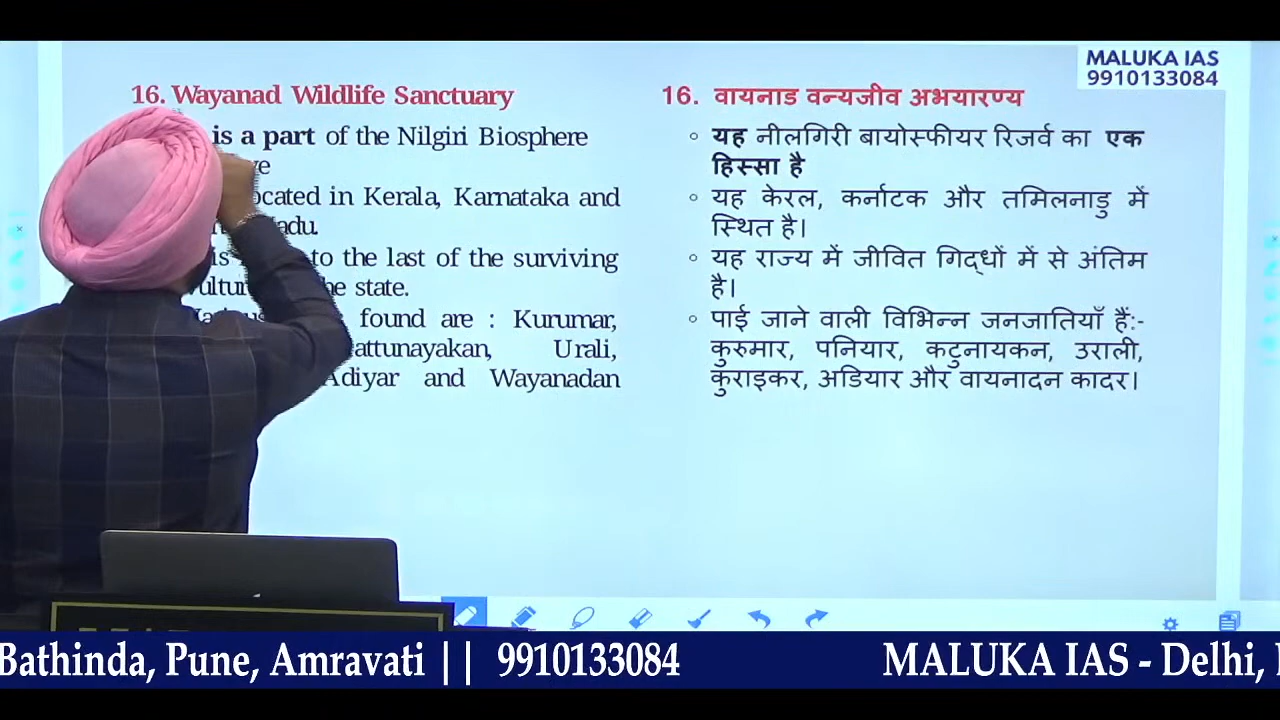 MALUKA IAS
9910133084
16. Wayanad Wildlife Sanctuary
is a part of the Nilgiri Biosphere
in Kerala, Karnataka and
to the last of the surviving
the state.
found are : Kurumar,
Urali,
Adiyar and Wayanadan
16. वायनाड वन्यजीव अभयारण्य
यह नीलगिरी बायोस्फीयर रिजर्व का एक
हिस्सा है
यह केरल, कर्नाटक और तमिलनाडु में
स्थित है।
यह राज्य में जीवित गिद्धों में से अंतिम
है।
पाई जाने वाली विभिन्न जनजातियाँ हैं:-
कुरुमार, पनियार, कटुनायकन, उराली,
कुराइकर, अडियार और वायनादन कादर।
Bathinda, Pune, Amravati || 9910133084 MALUKA IAS - Delhi,